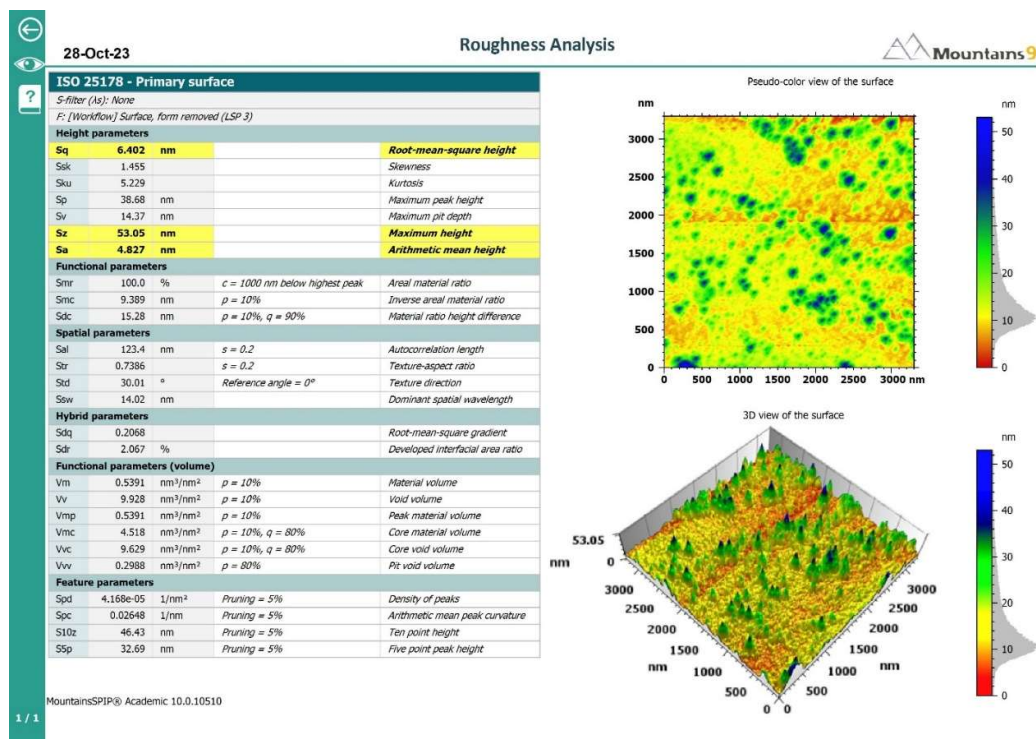 Roughness Analysis
28-Oct-23
Mountains9
ISO 25178 - Primary surface
S-filter (λs): None
F: [Workflow] Surface, form removed (LSP 3)
Height parameters
Sq 6.402 nm Root-mean-square height
Ssk 1.455 Skewness
Sku 5.229 Kurtosis
Sp 38.68 nm Maximum peak height
Sv 14.37 nm Maximum pit depth
Sz 53.05 nm Maximum height
Sa 4.827 nm Arithmetic mean height
Functional parameters
Smr 100.0 % c = 1000 nm below highest peak Areal material ratio
Smc 9.389 nm p = 10% Inverse areal material ratio
Sdc 15.28 nm p = 10%, q = 90% Material ratio height difference
Spatial parameters
Sal 123.4 nm s = 0.2 Autocorrelation length
Str 0.7386 s = 0.2 Texture-aspect ratio
Std 30.01 ° Reference angle = 0° Texture direction
Ssw 14.02 nm Dominant spatial wavelength
Hybrid parameters
Sdq 0.2068 Root-mean-square gradient
Sdr 2.067 % Developed interfacial area ratio
Functional parameters (volume)
Vm 0.5391 nm³/nm² p = 10% Material volume
Vv 9.928 nm³/nm² p = 10% Void volume
Vmp 0.5391 nm³/nm² p = 10% Peak material volume
Vmc 4.518 nm³/nm² p = 10%, q = 80% Core material volume
Vvc 9.629 nm³/nm² p = 10%, q = 80% Core void volume
Vvv 0.2988 nm³/nm² p = 80% Pit void volume
Feature parameters
Spd 4.168e-05 1/nm² Pruning = 5% Density of peaks
Spc 0.02648 1/nm Pruning = 5% Arithmetic mean peak curvature
S10z 46.43 nm Pruning = 5% Ten point height
S5p 32.69 nm Pruning = 5% Five point peak height
MountainsSPIP® Academic 10.0.10510
1 / 1
?
Pseudo-color view of the surface
nm
3000
2500
2000
1500
1000
500
0
0 500 1000 1500 2000 2500 3000 nm
nm
50
40
30
20
10
0
3D view of the surface
53.05
nm 0
3000
2500
2000
1500
nm 1000
500
0
0
500
1000 nm
1500
2000
2500
3000
nm
50
40
30
20
10
0